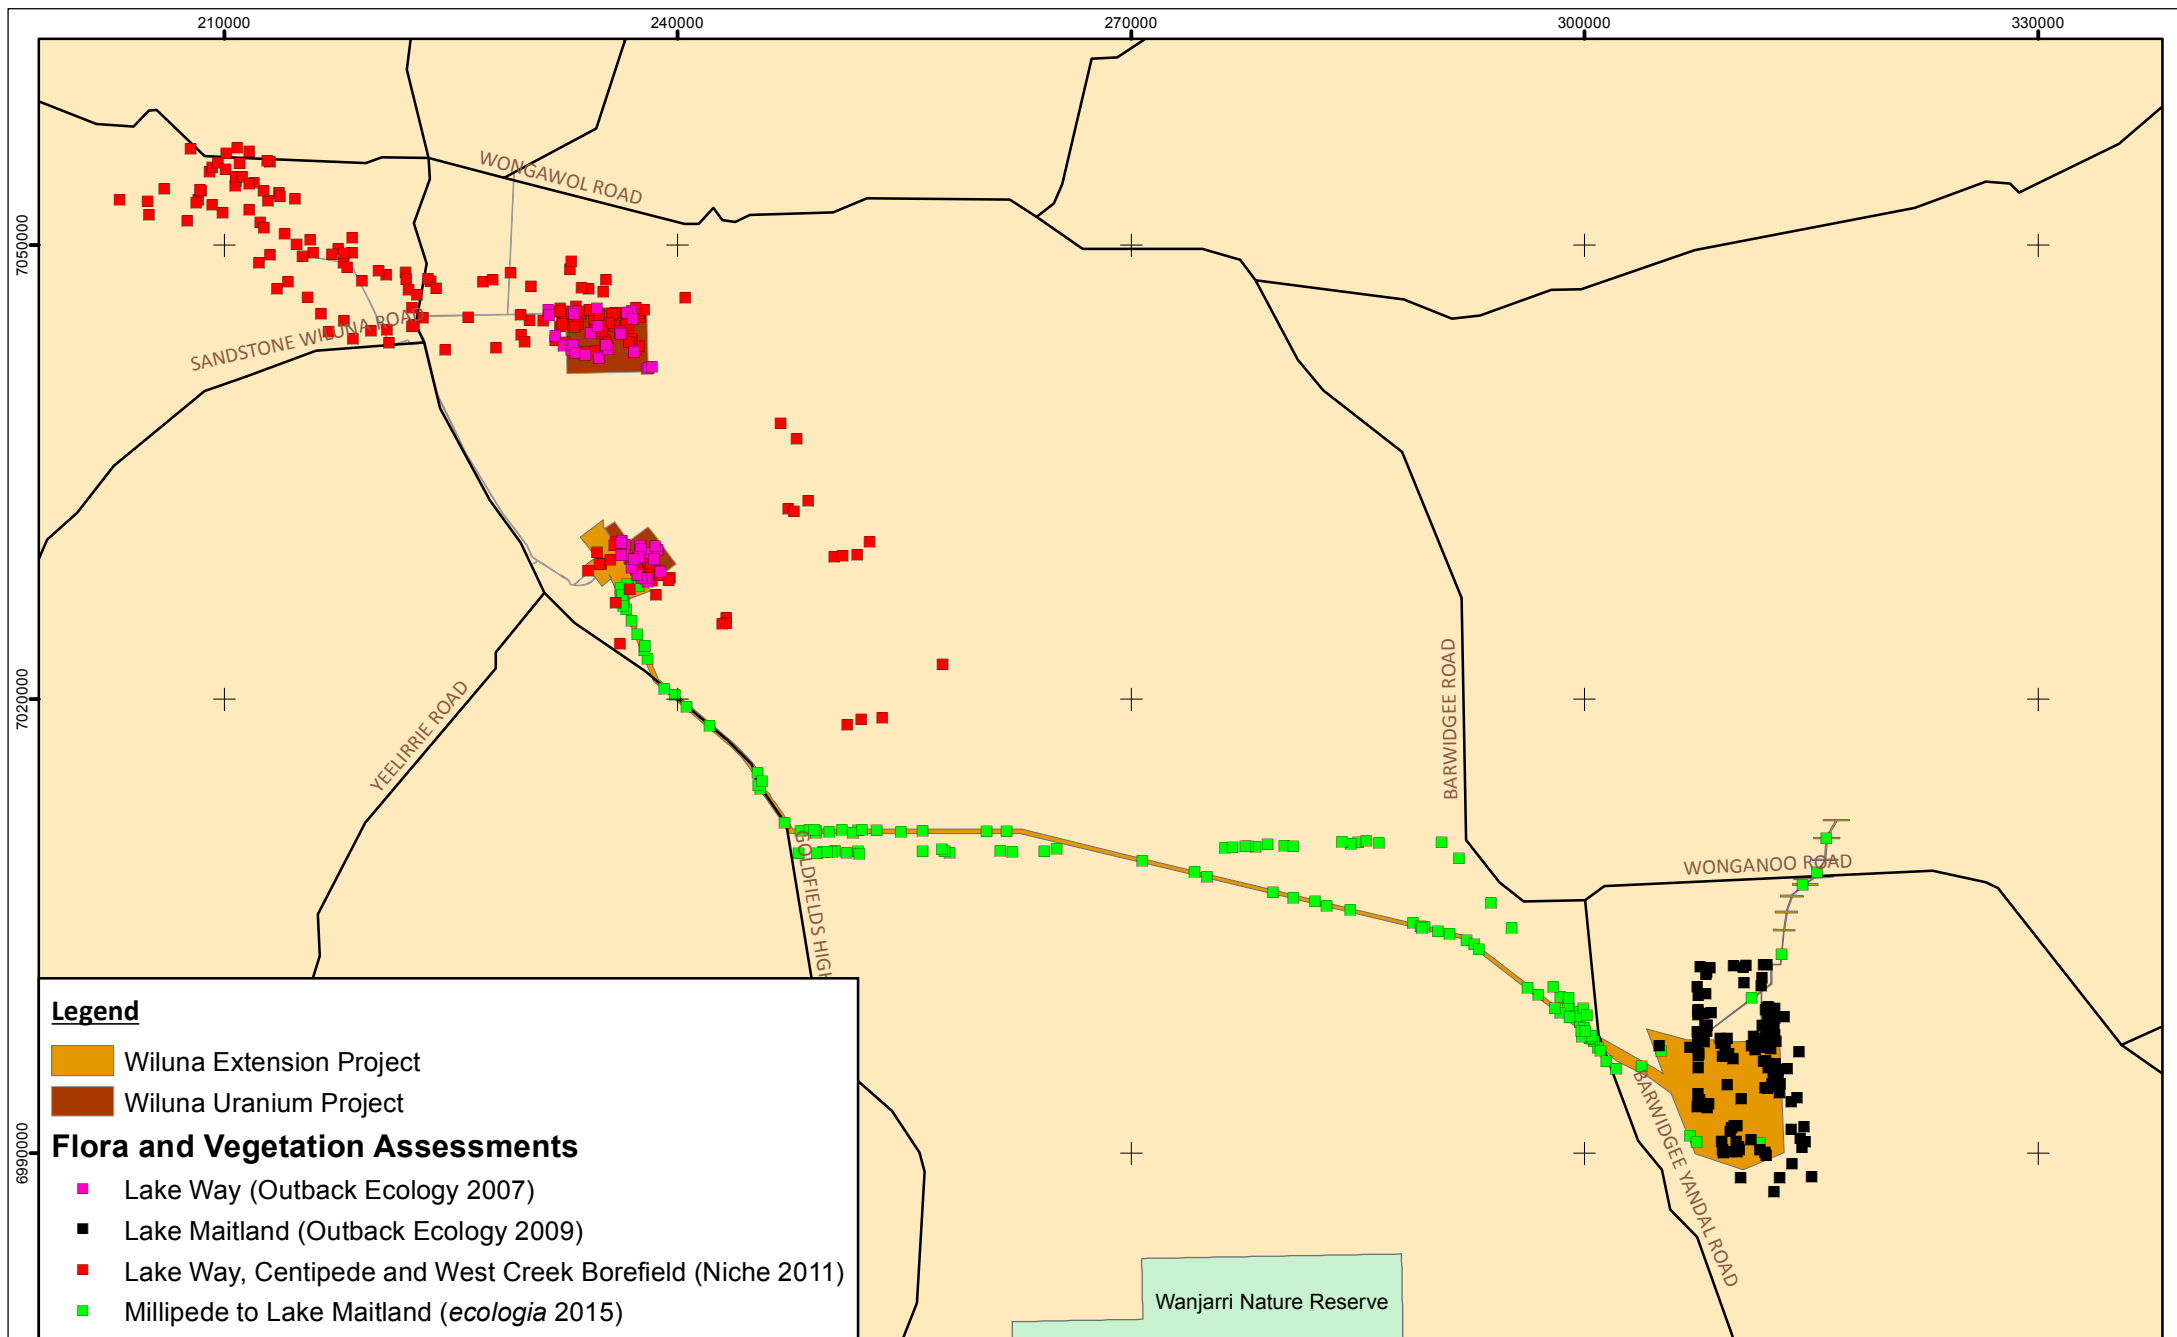 210000 240000 270000 300000 330000
WONGAWOL ROAD
7050000
SANDSTONE WILUNA ROAD
BARWIDGEE ROAD
7020000
YEELIRRIE ROAD
GOLDFIELDS HIGH
WONGANOO ROAD
BARWIDGEE YANDAL ROAD
6990000
Legend
Wiluna Extension Project
Wiluna Uranium Project
Flora and Vegetation Assessments
Lake Way (Outback Ecology 2007)
Lake Maitland (Outback Ecology 2009)
Lake Way, Centipede and West Creek Borefield (Niche 2011)
Millipede to Lake Maitland (ecologia 2015)
Wanjarri Nature Reserve